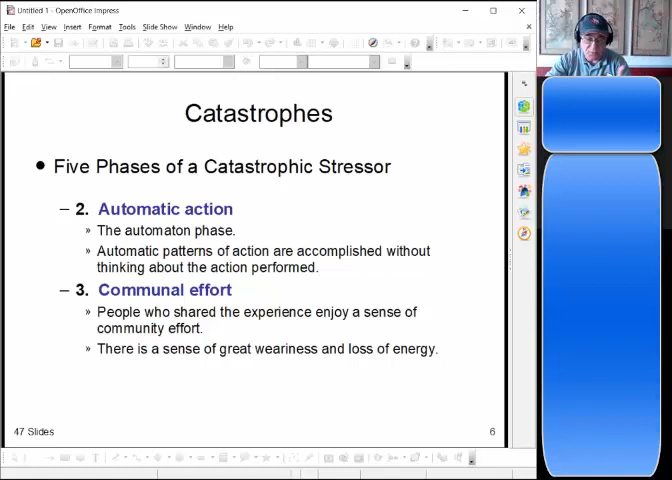 Untitled 1 - OpenOffice Impress
File Edit View Insert Format Tools Slide Show Window Help
Catastrophes
• Five Phases of a Catastrophic Stressor
– 2. Automatic action
» The automaton phase.
» Automatic patterns of action are accomplished without
thinking about the action performed.
– 3. Communal effort
» People who shared the experience enjoy a sense of
community effort.
» There is a sense of great weariness and loss of energy.
47 Slides
6